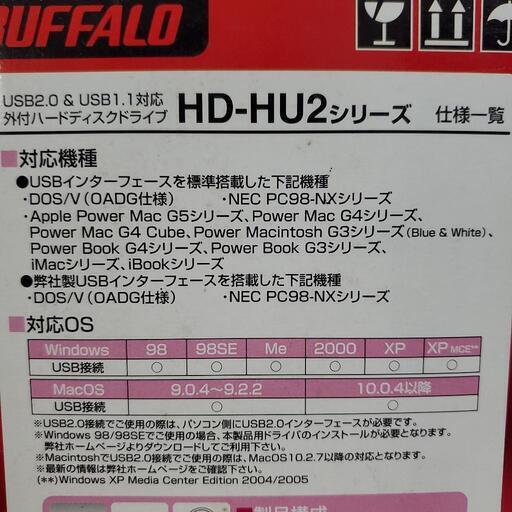 BUFFALO
USB2.0 & USB1.1対応
外付ハードディスクドライブ HD-HU2シリーズ 仕様一覧
■対応機種
●USBインターフェースを標準搭載した下記機種
・DOS/V(OADG仕様) ・NEC PC98-NXシリーズ
・Apple Power Mac G5シリーズ、Power Mac G4シリーズ、
Power Mac G4 Cube、Power Macintosh G3シリーズ(Blue & White)、
Power Book G4シリーズ、Power Book G3シリーズ、
iMacシリーズ、iBookシリーズ
●弊社製USBインターフェースを搭載した下記機種
・DOS/V(OADG仕様) ・NEC PC98-NXシリーズ
■対応OS
Windows 98 98SE Me 2000 XP XP MCE**
USB接続 ○ ○ ○ ○ ○ ○
MacOS 9.0.4〜9.2.2 10.0.4以降
USB接続 ○ ○
※USB2.0接続でご使用の際は、パソコン側にUSB2.0インターフェースが必要です。
※Windows 98/98SEでご使用の場合、本製品用ドライバのインストールが必要となります。
弊社ホームページよりダウンロードしてご利用ください。
※MacintoshでUSB2.0接続でご使用の際は、MacOS10.2.7以降の対応となります。
※最新の情報は弊社ホームページをご確認下さい。
(**)Windows XP Media Center Edition 2004/2005
■製品構成